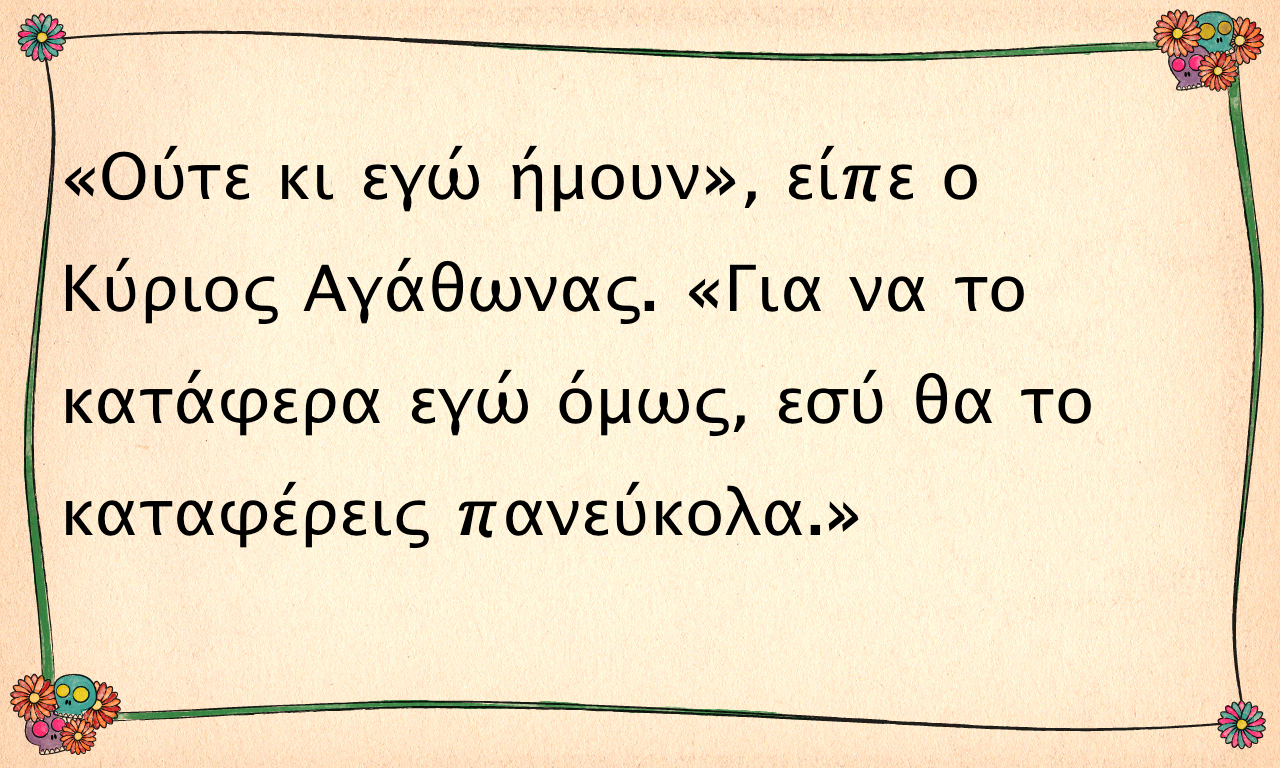 «Ούτε κι εγώ ήμουν», είπε ο
Κύριος Αγάθωνας. «Για να το
κατάφερα εγώ όμως, εσύ θα το
καταφέρεις πανεύκολα.»